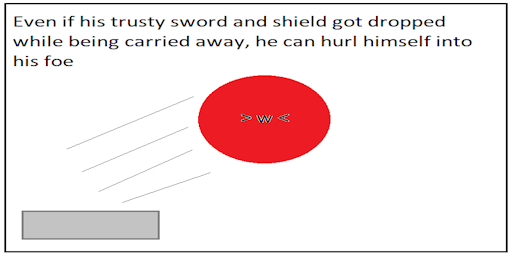 Even if his trusty sword and shield got dropped
while being carried away, he can hurl himself into
his foe
> w <